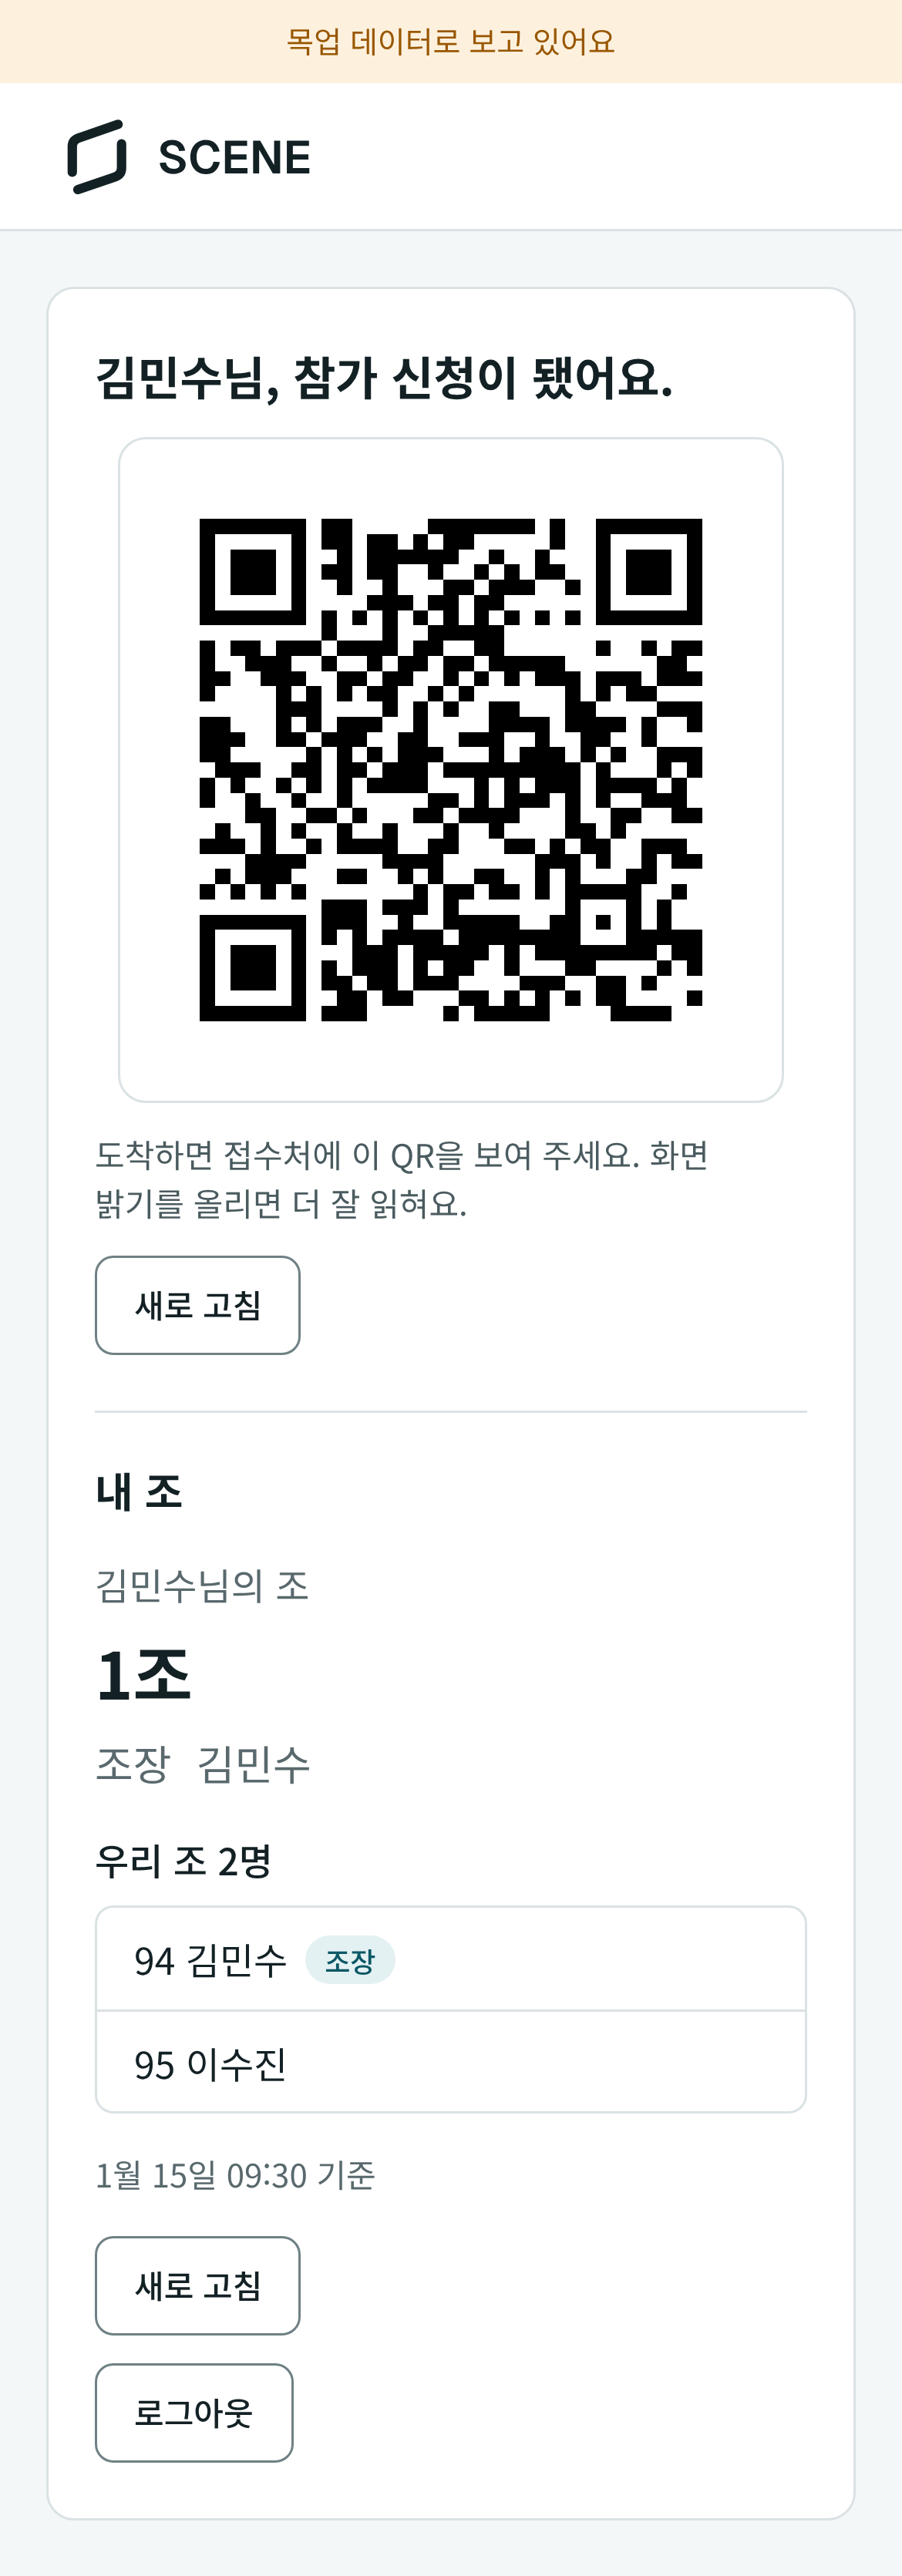 목업 데이터로 보고 있어요
SCENE
김민수님, 참가 신청이 됐어요.
도착하면 접수처에 이 QR을 보여 주세요. 화면
밝기를 올리면 더 잘 읽혀요.
새로 고침
내 조
김민수님의 조
1조
조장 김민수
우리 조 2명
94 김민수 조장
95 이수진
1월 15일 09:30 기준
새로 고침
로그아웃